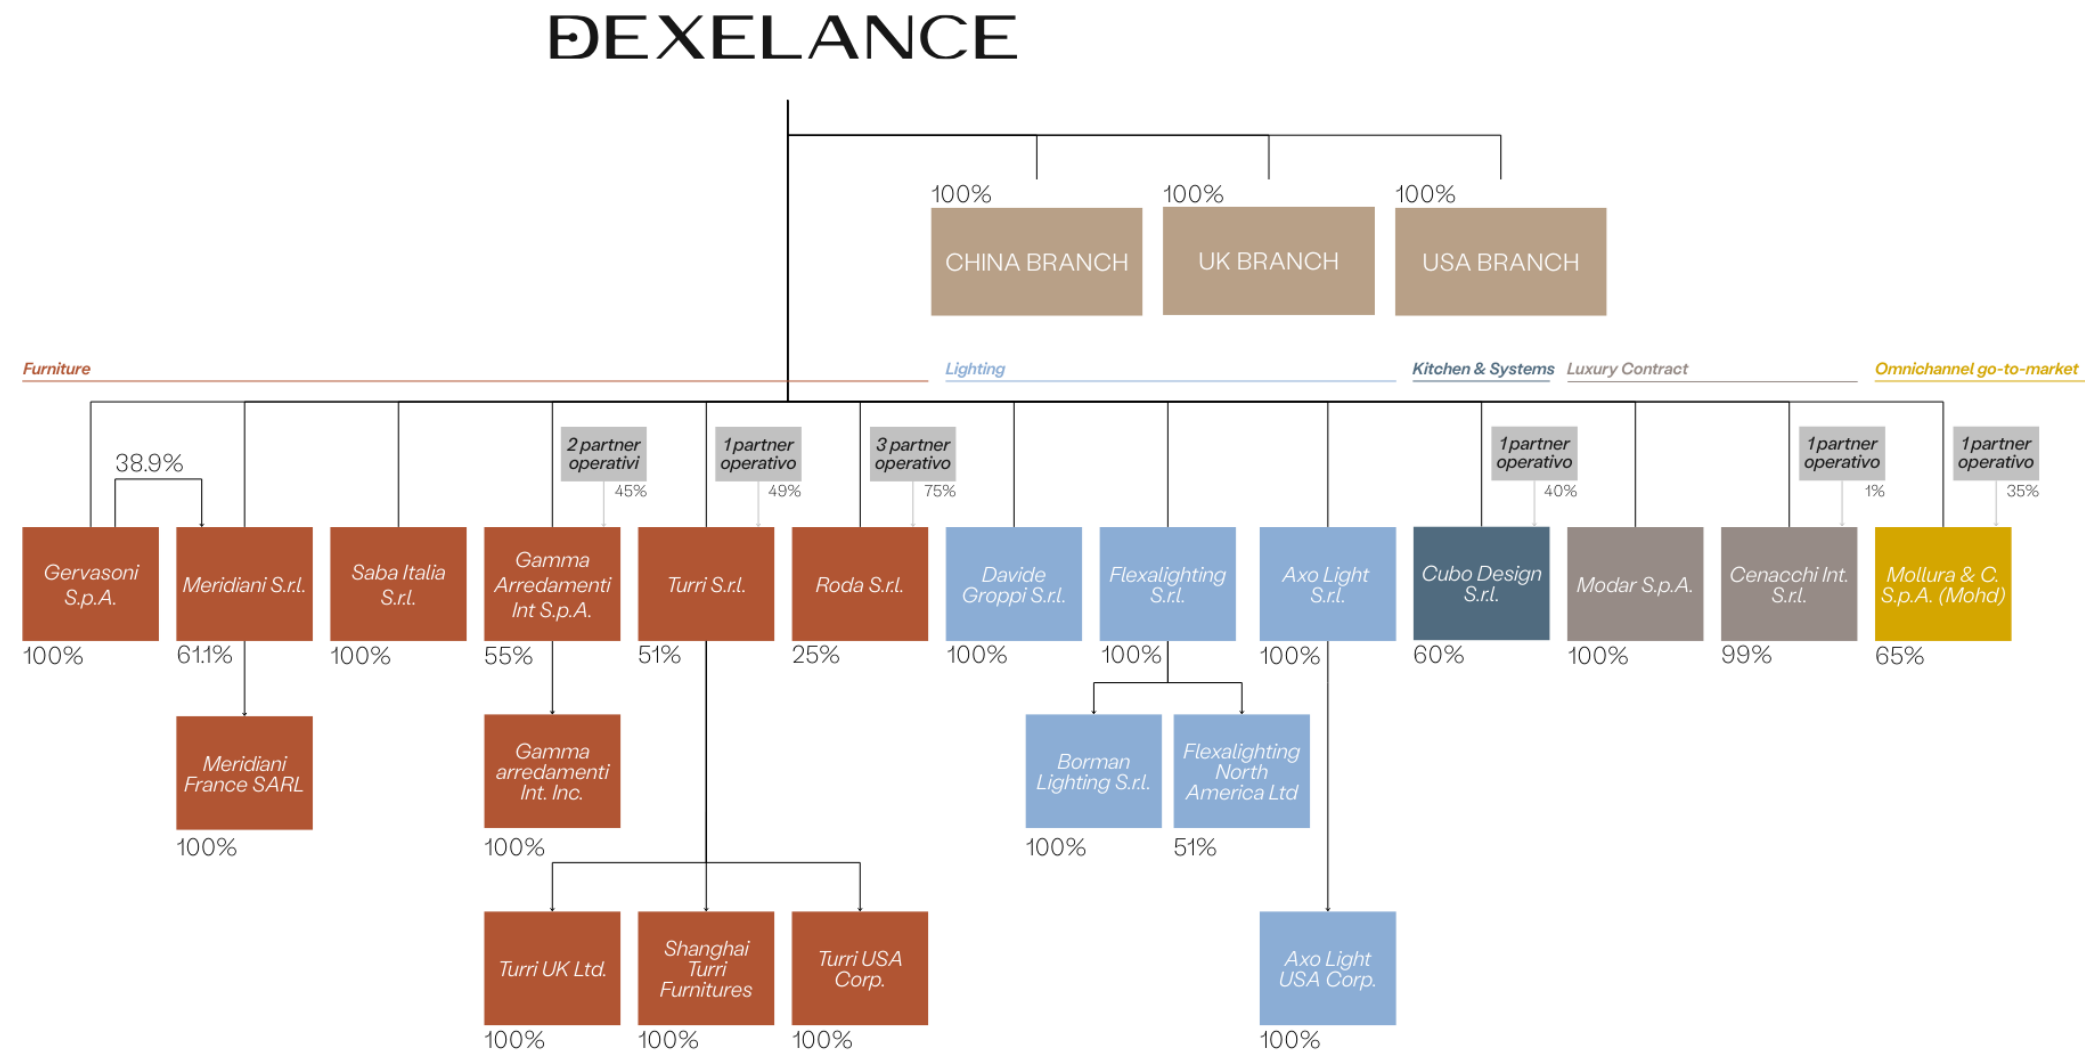 DEXELANCE
100%
100%
100%
CHINA BRANCH
UK BRANCH
USA BRANCH
Furniture
Lighting
Kitchen & Systems
Luxury Contract
Omnichannel go-to-market
38.9%
2 partner
operativi
45%
1 partner
operativo
49%
3 partner
operativo
75%
1 partner
operativo
40%
1 partner
operativo
1%
1 partner
operativo
35%
Gervasoni
S.p.A.
100%
Meridiani S.r.l.
61.1%
Saba Italia
S.r.l.
100%
Gamma
Arredamenti
Int S.p.A.
55%
Turri S.r.l.
51%
Roda S.r.l.
25%
Davide
Groppi S.r.l.
100%
Flexalighting
S.r.l.
100%
Axo Light
S.r.l.
100%
Cubo Design
S.r.l.
60%
Modar S.p.A.
100%
Cenacchi Int.
S.r.l.
99%
Mollura & C.
S.p.A. (Mohd)
65%
Meridiani
France SARL
100%
Gamma
arredamenti
Int. Inc.
100%
Borman
Lighting S.r.l.
100%
Flexalighting
North
America Ltd
51%
Turri UK Ltd.
100%
Shanghai
Turri
Furnitures
100%
Turri USA
Corp.
100%
Axo Light
USA Corp.
100%